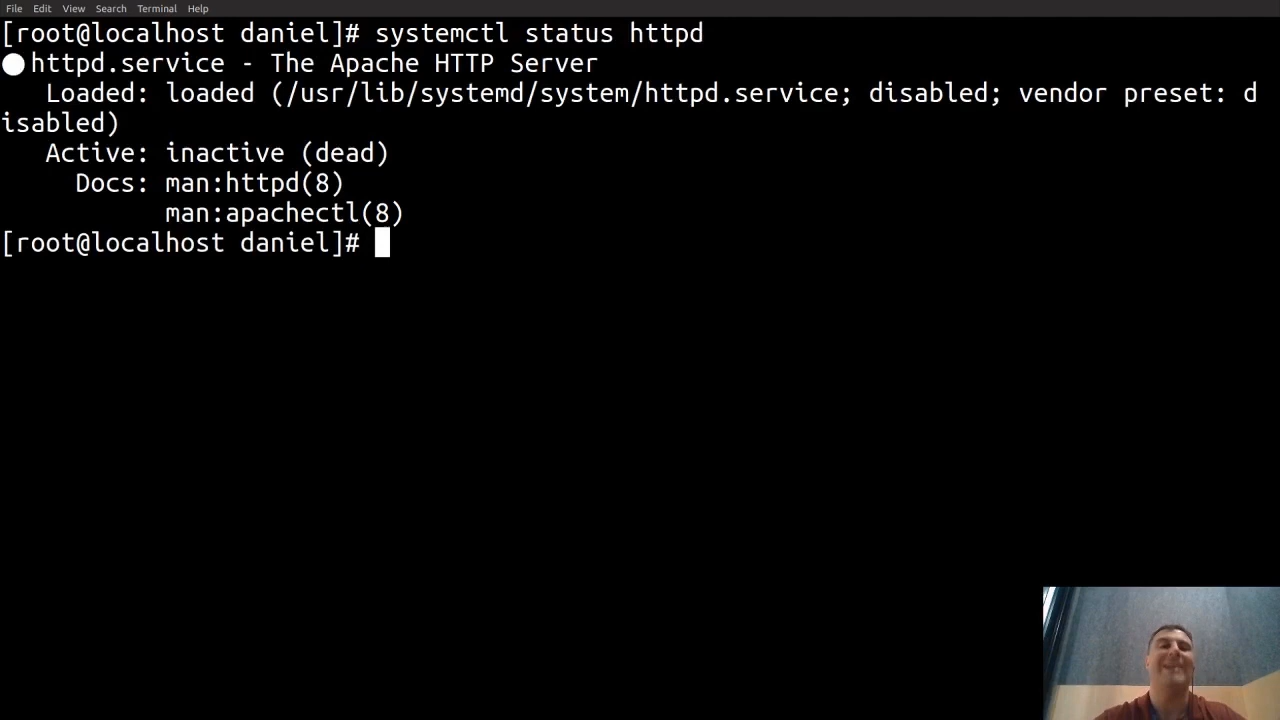 File Edit View Search Terminal Help
[root@localhost daniel]# systemctl status httpd
httpd.service - The Apache HTTP Server
Loaded: loaded (/usr/lib/systemd/system/httpd.service; disabled; vendor preset: d
isabled)
Active: inactive (dead)
Docs: man:httpd(8)
man:apachectl(8)
[root@localhost daniel]#